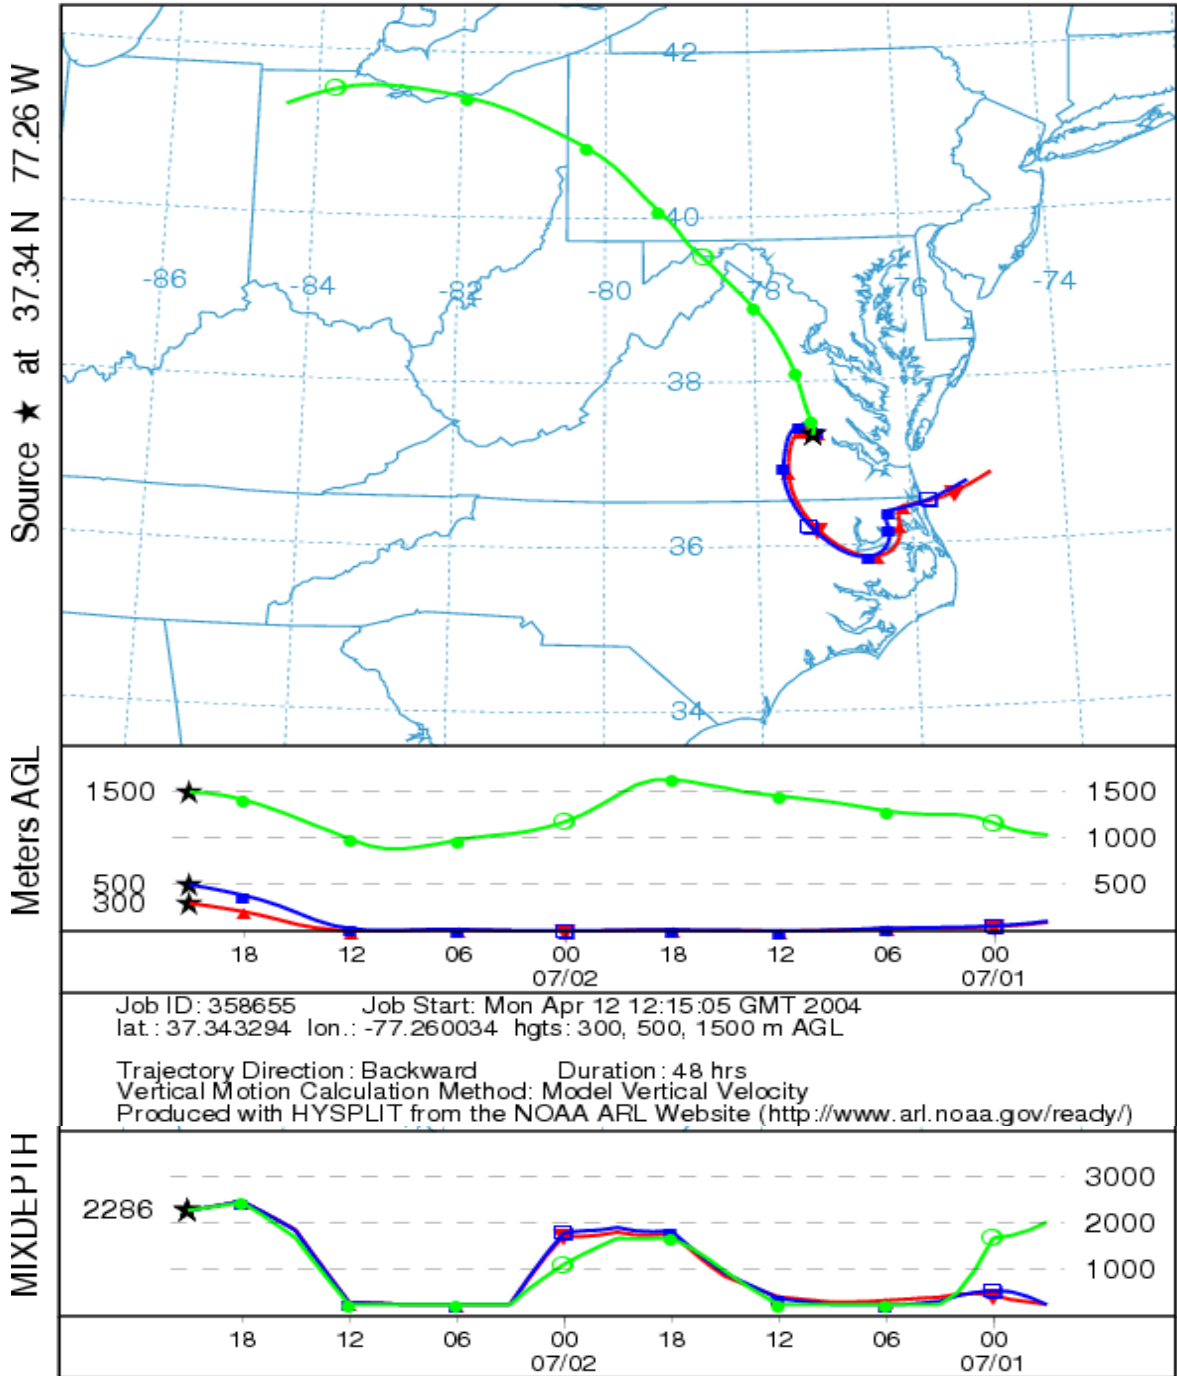 Source ★ at 37.34 N 77.26 W
42
40
-86
-84
-82
-80
-78
76
-74
38
36
34
Meters AGL
1500
1500
1000
500
500
300
18 12 06 00 18 12 06 00
07/02 07/01
Job ID: 358655 Job Start: Mon Apr 12 12:15:05 GMT 2004
lat.: 37.343294 lon.: -77.260034 hgts: 300, 500, 1500 m AGL
Trajectory Direction: Backward Duration: 48 hrs
Vertical Motion Calculation Method: Model Vertical Velocity
Produced with HYSPLIT from the NOAA ARL Website (http://www.arl.noaa.gov/ready/)
MIXDEPTH
3000
2286
2000
1000
18 12 06 00 18 12 06 00
07/02 07/01